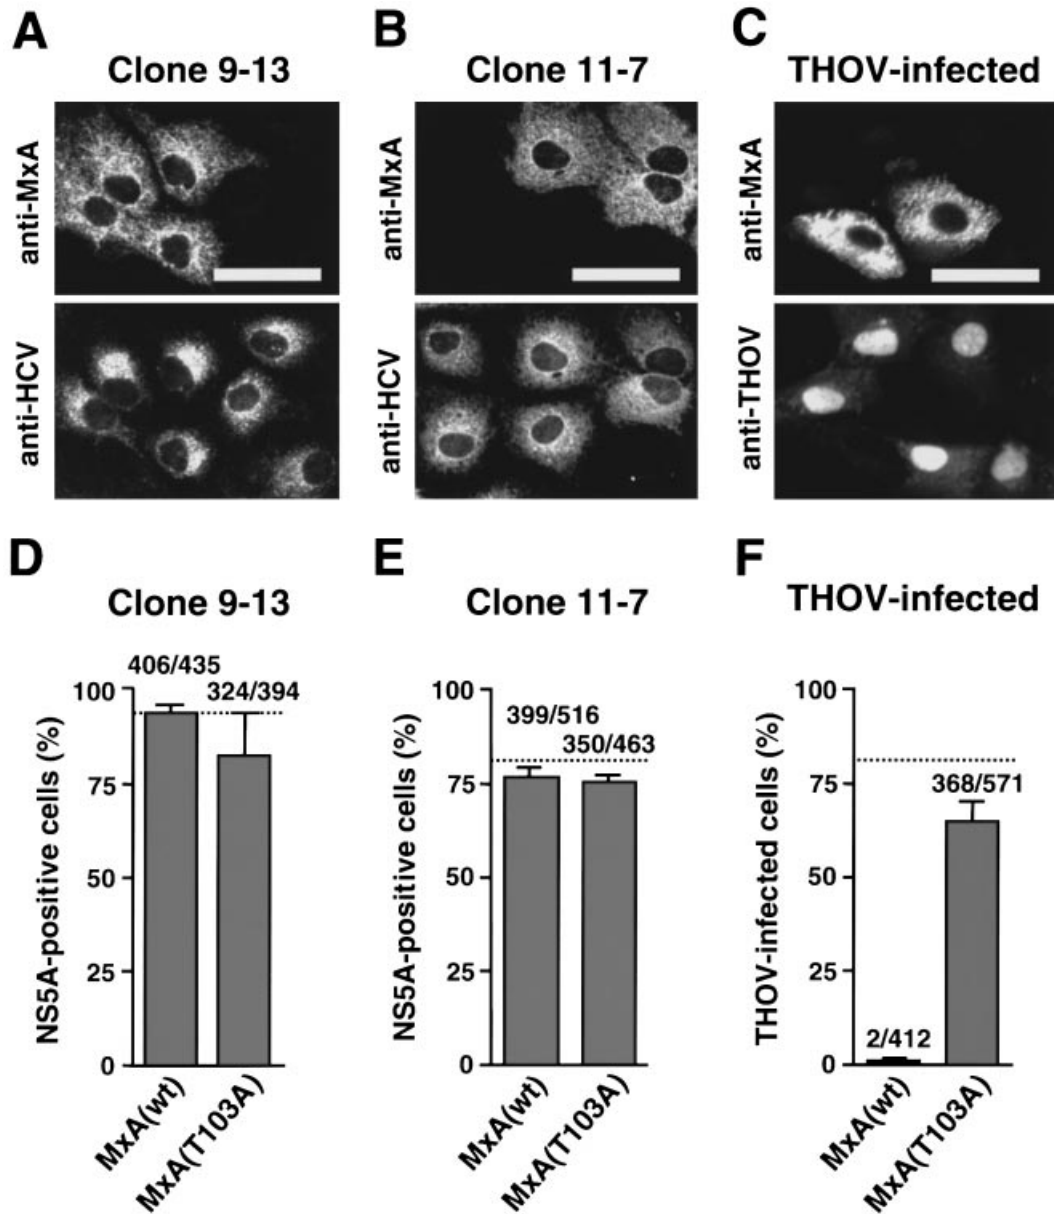 A
Clone 9-13
anti-MxA
anti-HCV
B
Clone 11-7
anti-MxA
anti-HCV
C
THOV-infected
anti-MxA
anti-THOV
D
Clone 9-13
NS5A-positive cells (%)
100
75
50
25
0
406/435
324/394
MxA(wt)
MxA(T103A)
E
Clone 11-7
NS5A-positive cells (%)
100
75
50
25
0
399/516
350/463
MxA(wt)
MxA(T103A)
F
THOV-infected
THOV-infected cells (%)
100
75
50
25
0
2/412
368/571
MxA(wt)
MxA(T103A)